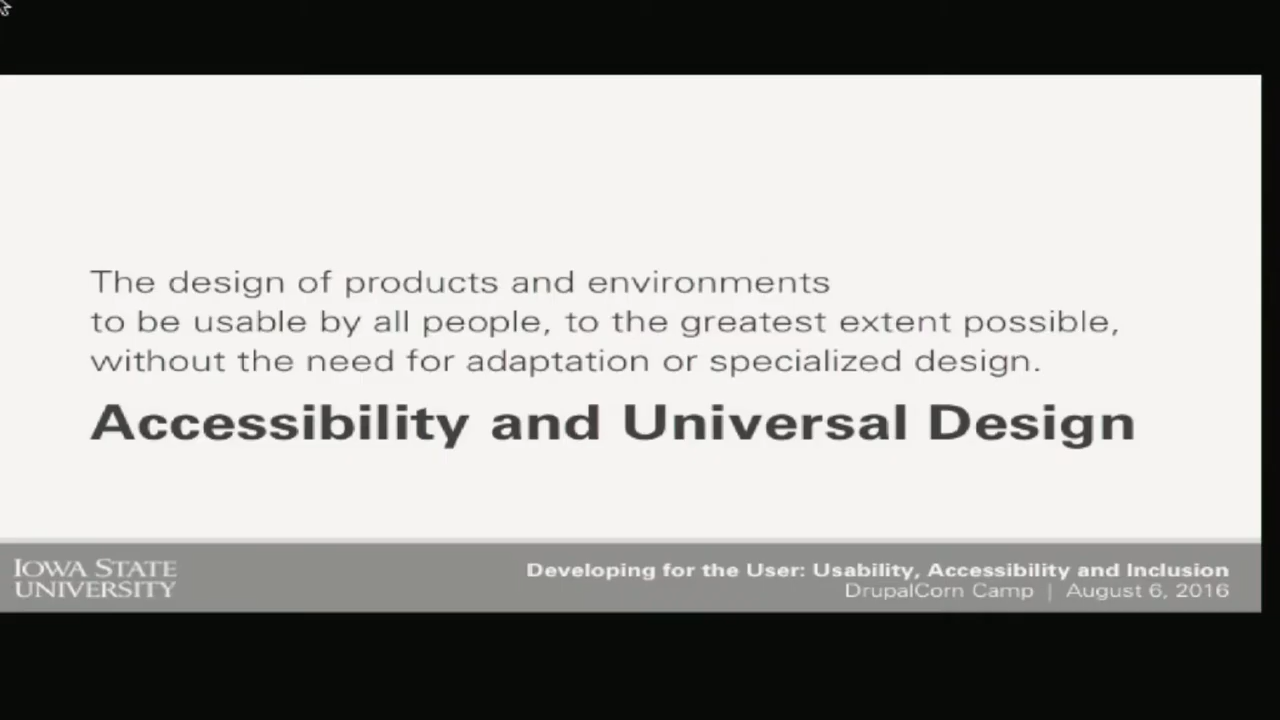 The design of products and environments
to be usable by all people, to the greatest extent possible,
without the need for adaptation or specialized design.
Accessibility and Universal Design
IOWA STATE
UNIVERSITY
Developing for the User: Usability, Accessibility and Inclusion
DrupalCorn Camp | August 6, 2016